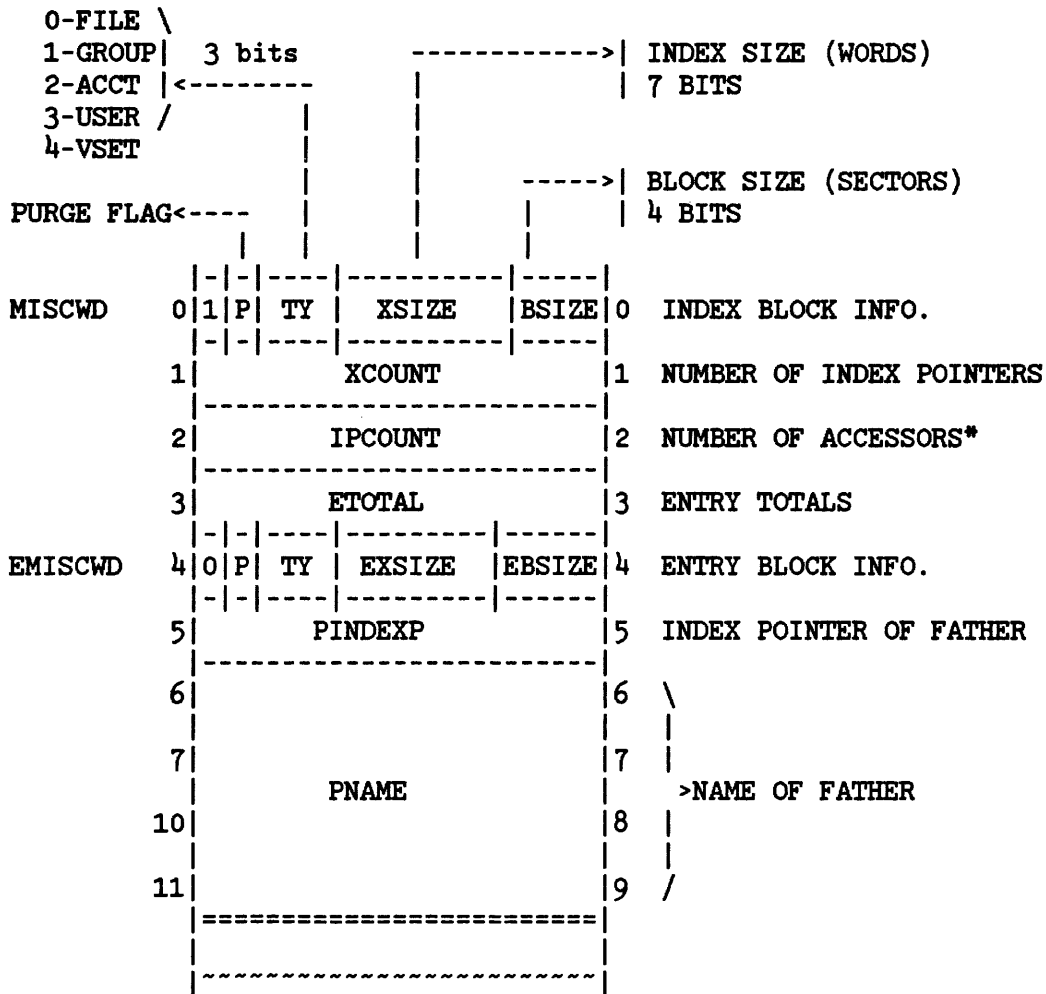 0-FILE \
1-GROUP|  3 bits     ------------>| INDEX SIZE (WORDS)
2-ACCT |<--------      |            | 7 BITS
3-USER /        |      |
4-VSET          |      |
                |      |     ----->| BLOCK SIZE (SECTORS)
PURGE FLAG<----  |      |     |     | 4 BITS
            |   |      |     |
           |-|-|----|----------|-----|
MISCWD    0|1|P| TY |  XSIZE   |BSIZE|0  INDEX BLOCK INFO.
           |-|-|----|----------|-----|
          1|         XCOUNT          |1  NUMBER OF INDEX POINTERS
           |-------------------------|
          2|        IPCOUNT          |2  NUMBER OF ACCESSORS*
           |-------------------------|
          3|        ETOTAL           |3  ENTRY TOTALS
           |-|-|----|---------|------|
EMISCWD   4|0|P| TY | EXSIZE  |EBSIZE|4  ENTRY BLOCK INFO.
           |-|-|----|---------|------|
          5|       PINDEXP           |5  INDEX POINTER OF FATHER
           |-------------------------|
          6|                         |6  \
           |                         |   |
          7|                         |7  |
           |        PNAME            |    >NAME OF FATHER
         10|                         |8  |
           |                         |   |
         11|                         |9  /
           |=========================|
           |                         |
           |~~~~~~~~~~~~~~~~~~~~~~~~~|